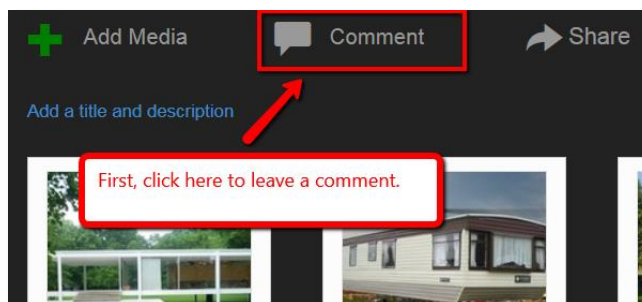 Add Media
Comment
Share
Add a title and description
First, click here to leave a comment.